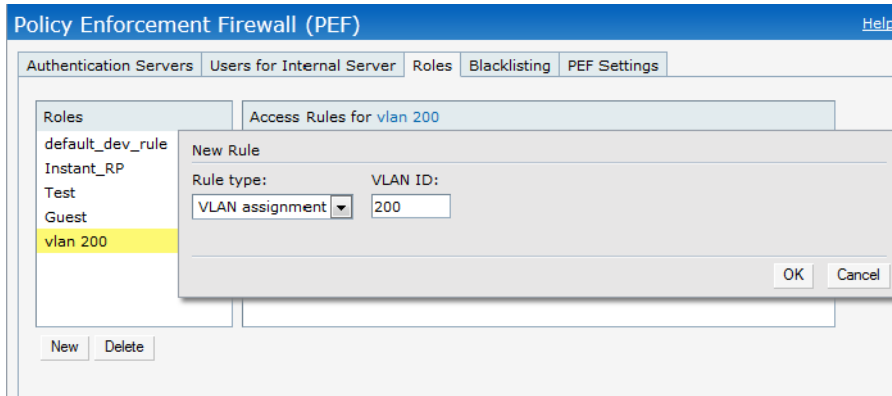 Policy Enforcement Firewall (PEF) Help
Authentication Servers Users for Internal Server Roles Blacklisting PEF Settings
Roles Access Rules for vlan 200
default_dev_rule
Instant_RP
Test
Guest
vlan 200
New Rule
Rule type: VLAN ID:
VLAN assignment 200
OK Cancel
New Delete